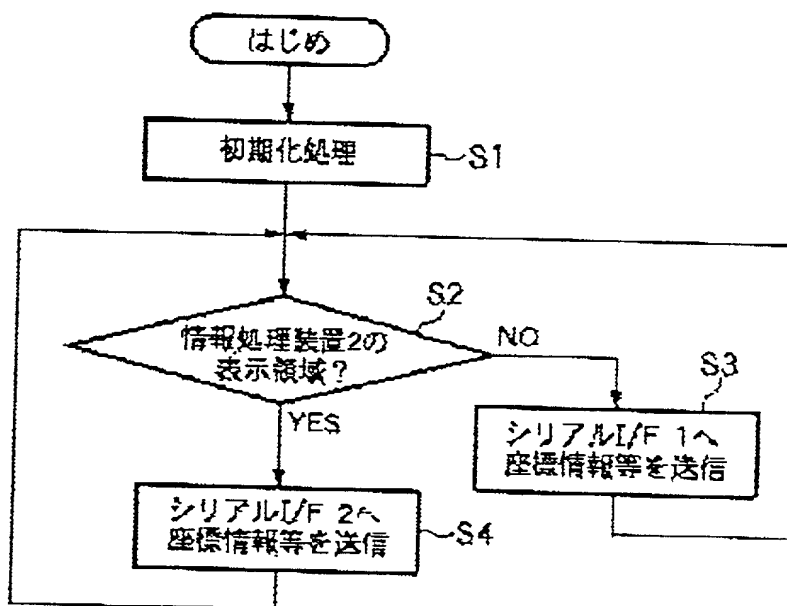 はじめ
初期化処理
S1
S2
情報処理装置2の
表示領域?
NO
YES
S3
シリアルI/F 1へ
座標情報等を送信
シリアルI/F 2へ
座標情報等を送信
S4